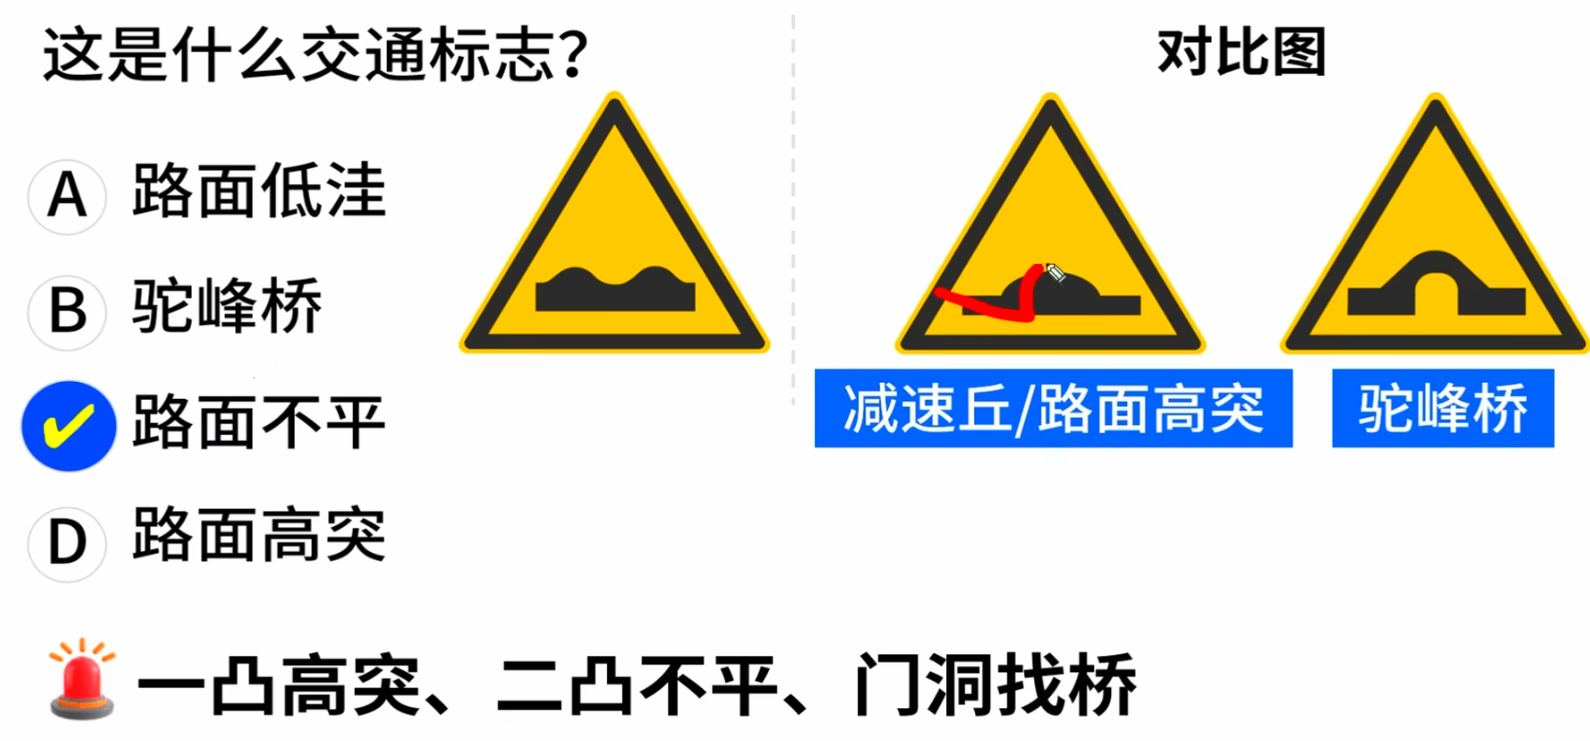 这是什么交通标志？
A 路面低洼
B 驼峰桥
路面不平
D 路面高突
对比图
减速丘/路面高突
驼峰桥
一凸高突、二凸不平、门洞找桥